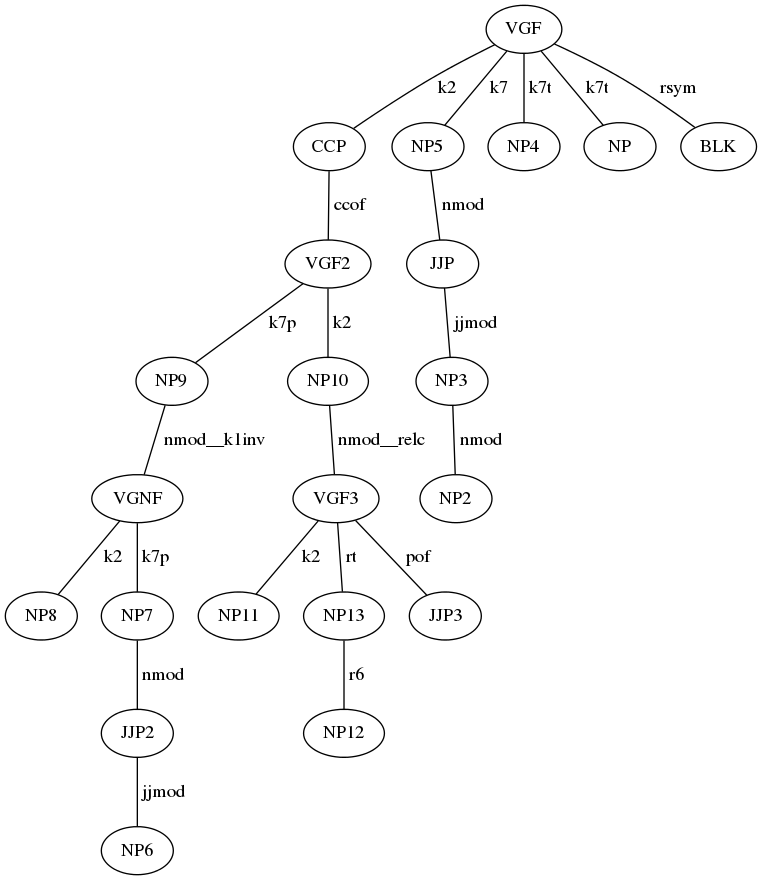 VGF
k2 k7 k7t k7t rsym
CCP NP5 NP4 NP BLK
ccof nmod
VGF2 JJP
k7p k2 jjmod
NP9 NP10 NP3
nmod__k1inv nmod__relc nmod
VGNF VGF3 NP2
k2 k7p k2 rt pof
NP8 NP7 NP11 NP13 JJP3
nmod r6
JJP2 NP12
jjmod
NP6